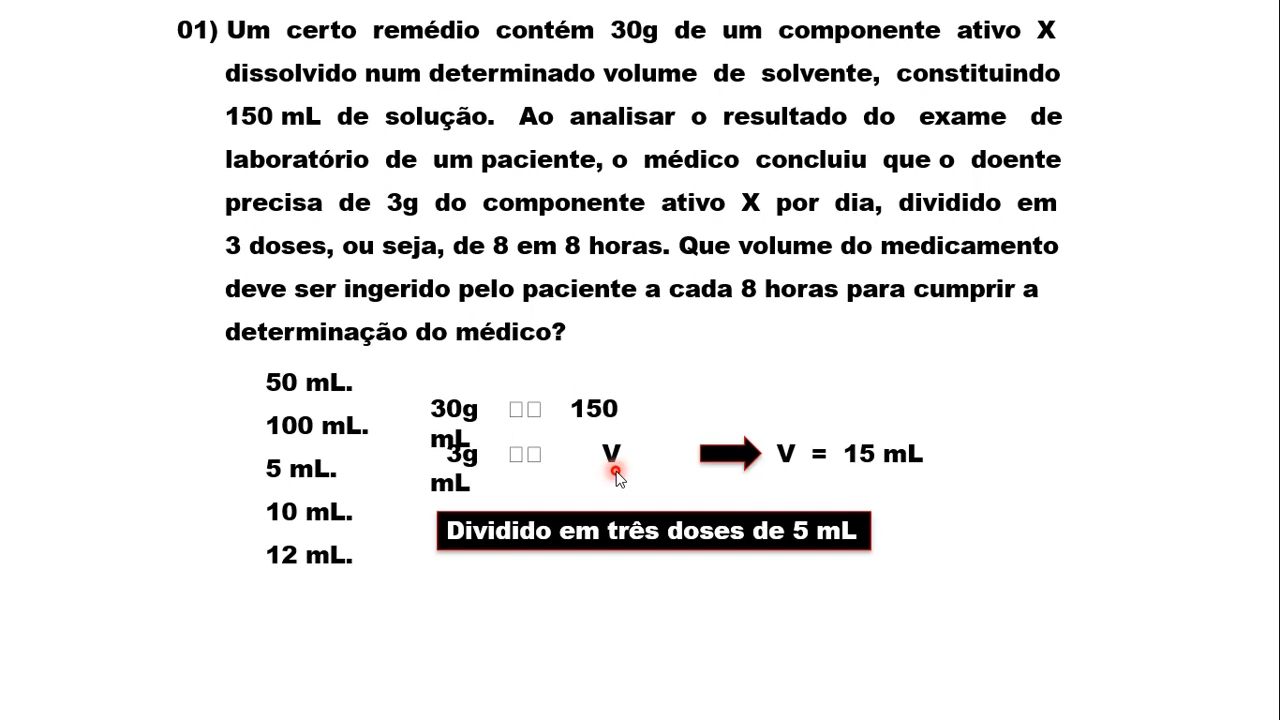 01) Um certo remédio contém 30g de um componente ativo X
dissolvido num determinado volume de solvente, constituindo
150 mL de solução. Ao analisar o resultado do exame de
laboratório de um paciente, o médico concluiu que o doente
precisa de 3g do componente ativo X por dia, dividido em
3 doses, ou seja, de 8 em 8 horas. Que volume do medicamento
deve ser ingerido pelo paciente a cada 8 horas para cumprir a
determinação do médico?
50 mL.
100 mL.
5 mL.
10 mL.
12 mL.
30g □□ 150
mL
3g □□ V
mL
V = 15 mL
Dividido em três doses de 5 mL